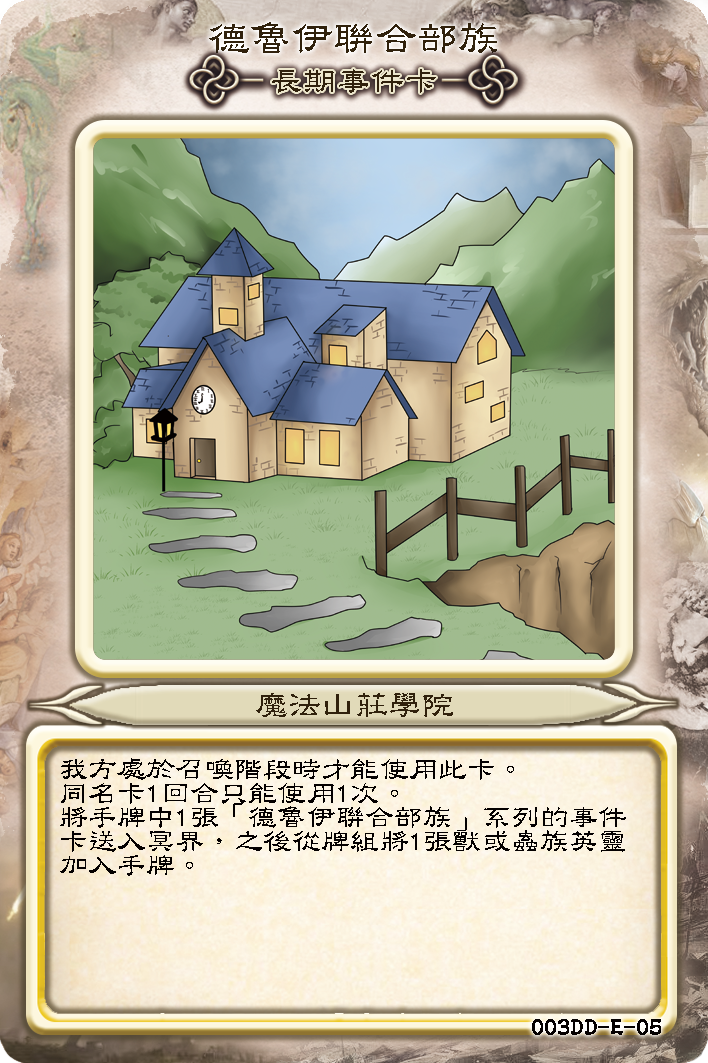 德魯伊聯合部族
長期事件卡
魔法山莊學院
我方處於召喚階段時才能使用此卡。
同名卡1回合只能使用1次。
將手牌中1張「德魯伊聯合部族」系列的事件
卡送入冥界，之後從牌組將1張獸或蟲族英靈
加入手牌。
003DD-E-05